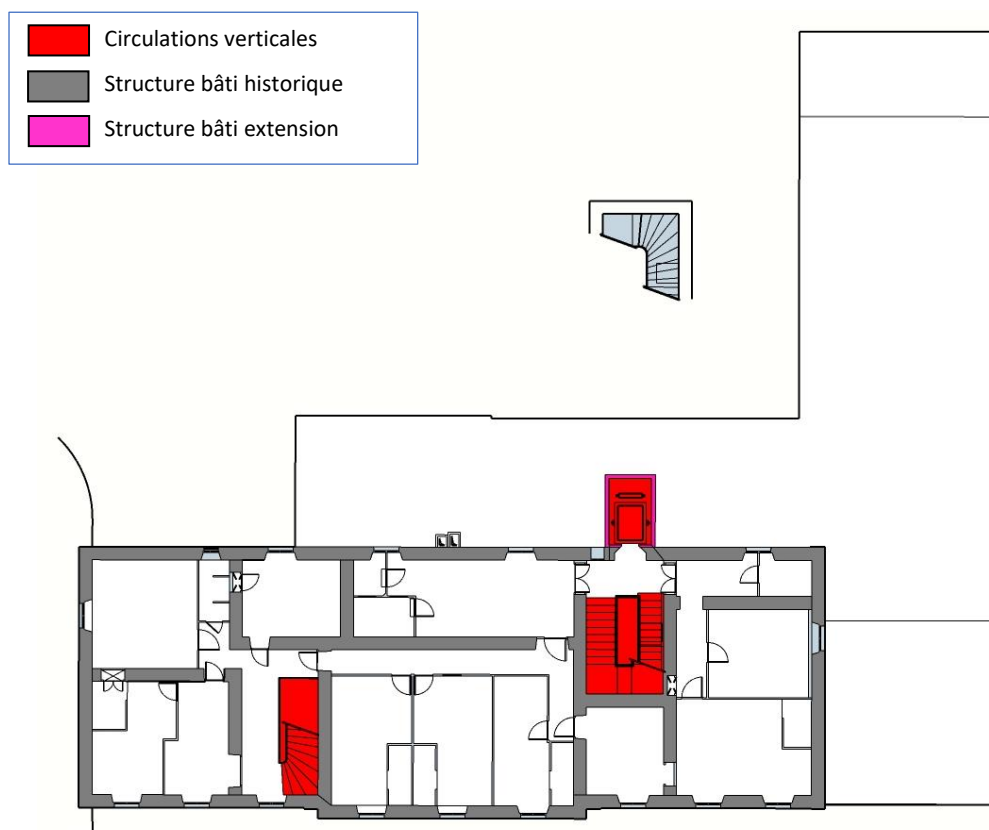 Circulations verticales
Structure bâti historique
Structure bâti extension